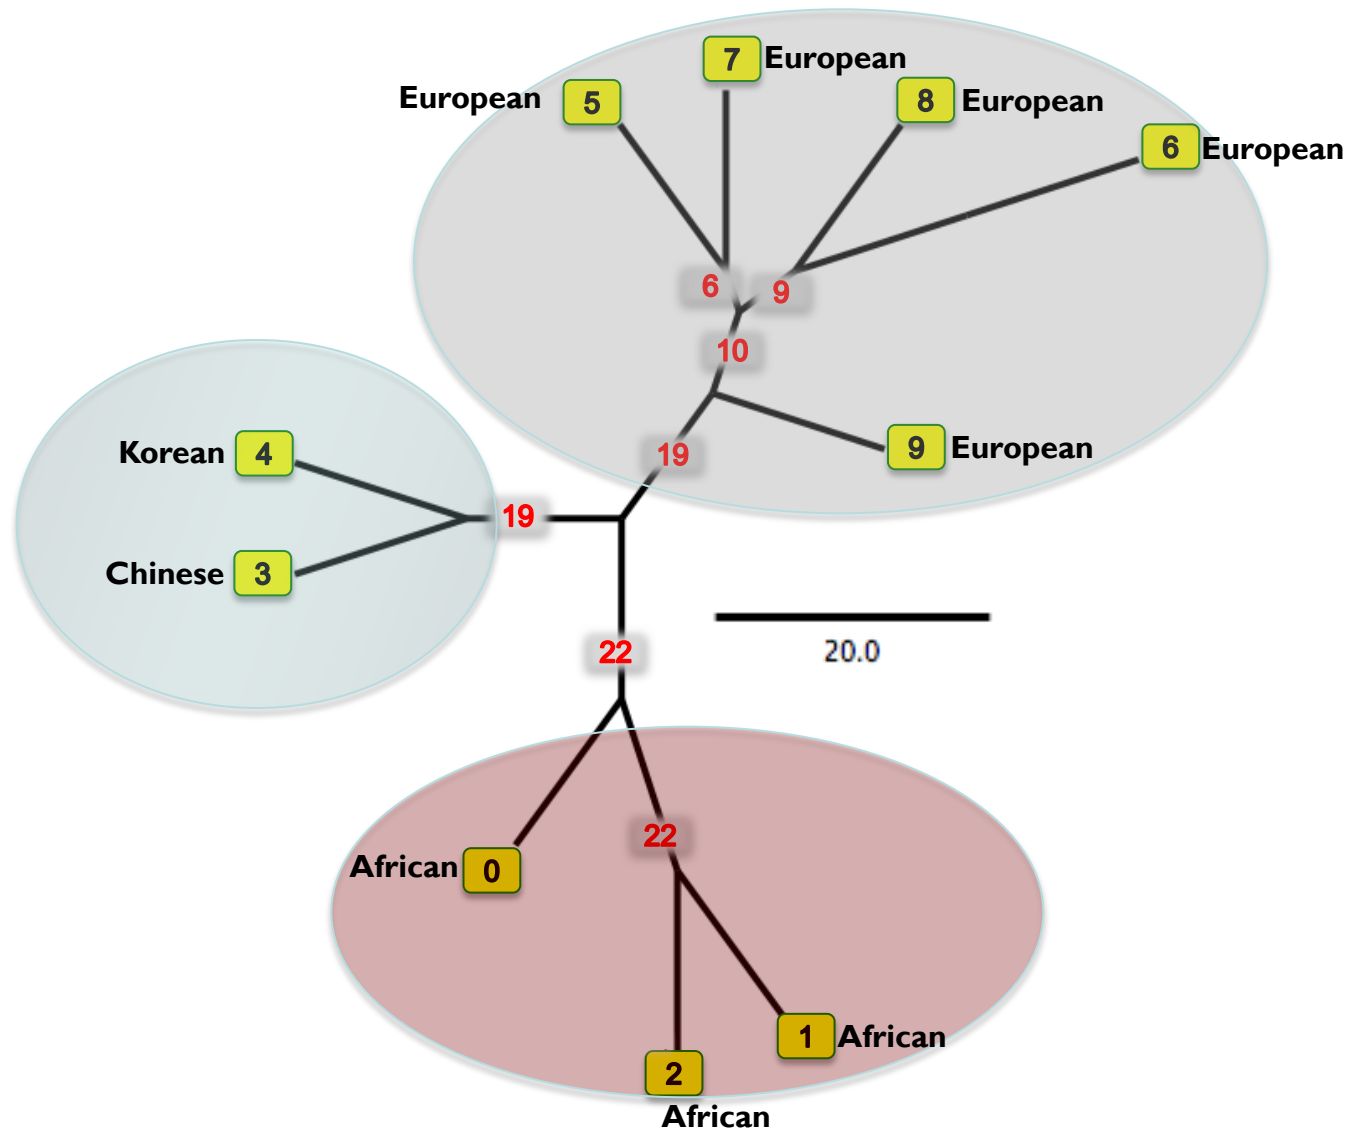 7 European
European 5
8 European
6 European
6 9
10
Korean 4
9 European
19
19
Chinese 3
22
20.0
22
African 0
1 African
2
African